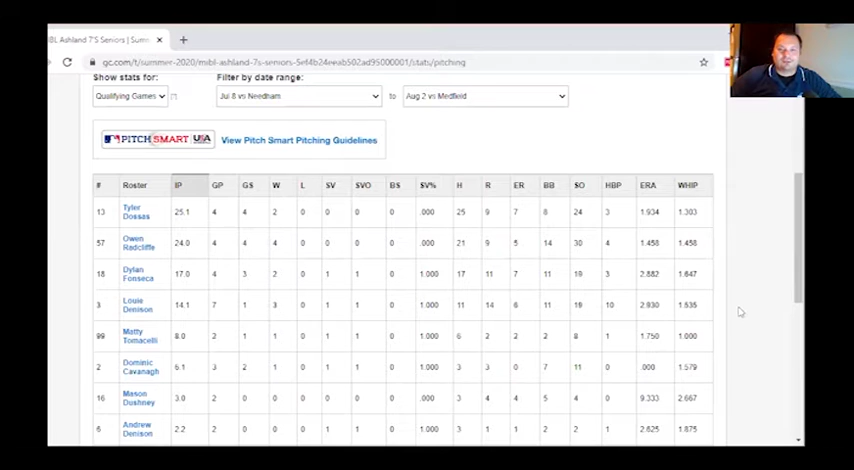 MIBL Ashland 7'S Seniors | Summ
gc.com/t/summer-2020/mibl-ashland-7s-seniors-5ef4b24eeab502ad95000001/stats/pitching
Show stats for: Filter by date range:
Qualifying Games [?] Jul 8 vs Needham to Aug 2 vs Medfield
PITCH SMART USA View Pitch Smart Pitching Guidelines
# Roster IP GP GS W L SV SVO BS SV% H R ER BB SO HBP ERA WHIP
13 Tyler Dossas 25.1 4 4 2 0 0 0 0 .000 25 9 7 8 24 3 1.934 1.303
57 Owen Radcliffe 24.0 4 4 4 0 0 0 0 .000 21 9 5 14 30 4 1.458 1.458
18 Dylan Fonseca 17.0 4 3 2 0 1 1 0 1.000 17 11 7 11 19 3 2.882 1.647
3 Louie Denison 14.1 7 1 3 0 1 1 0 1.000 11 14 6 11 19 10 2.930 1.535
99 Matty Tomacelli 8.0 2 1 1 0 1 1 0 1.000 6 2 2 2 8 1 1.750 1.000
2 Dominic Cavanagh 6.1 3 2 1 0 1 1 0 1.000 3 3 0 7 11 0 .000 1.579
16 Mason Dushney 3.0 2 0 0 0 0 0 0 .000 3 4 4 5 4 0 9.333 2.667
6 Andrew Denison 2.2 2 0 0 0 1 1 0 1.000 3 1 1 2 2 1 2.625 1.875